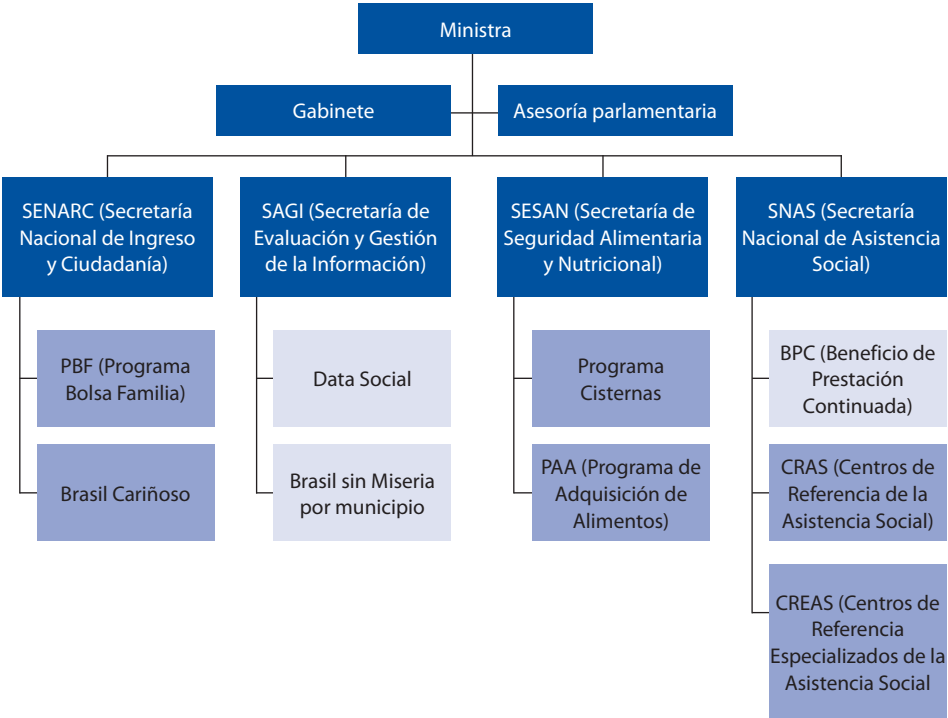 Ministra
Gabinete
Asesoría parlamentaria
SENARC (Secretaría
Nacional de Ingreso
y Ciudadanía)
SAGI (Secretaría de
Evaluación y Gestión
de la Información)
SESAN (Secretaría de
Seguridad Alimentaria
y Nutricional)
SNAS (Secretaría
Nacional de Asistencia
Social)
PBF (Programa
Bolsa Familia)
Data Social
Programa
Cisternas
BPC (Beneficio de
Prestación
Continuada)
Brasil Cariñoso
Brasil sin Miseria
por municipio
PAA (Programa de
Adquisición de
Alimentos)
CRAS (Centros de
Referencia de la
Asistencia Social)
CREAS (Centros de
Referencia
Especializados de la
Asistencia Social